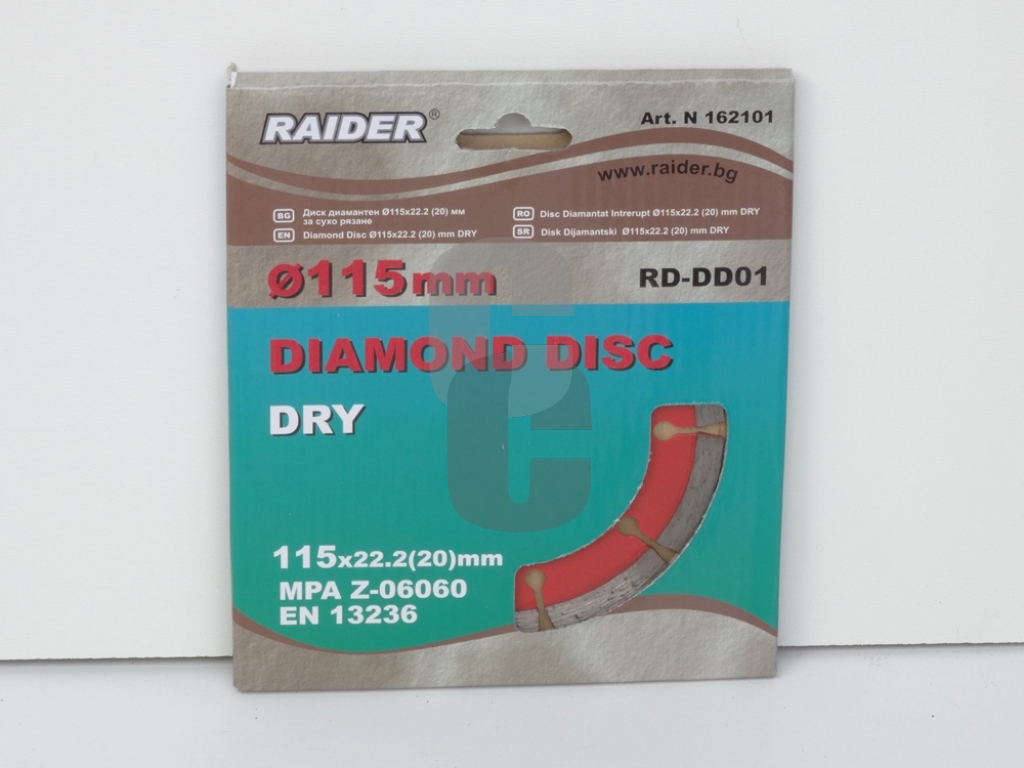 RAIDER®
Art. N 162101
www.raider.bg
BG Диск диамантен Ø115x22.2 (20) мм
за сухо рязане
EN Diamond Disc Ø115x22.2 (20) mm DRY
RO Disc Diamantat Intrerupt Ø115x22.2 (20) mm DRY
SR Disk Dijamantski Ø115x22.2 (20) mm DRY
Ø115mm
RD-DD01
DIAMOND DISC
DRY
115x22.2(20)mm
MPA Z-06060
EN 13236